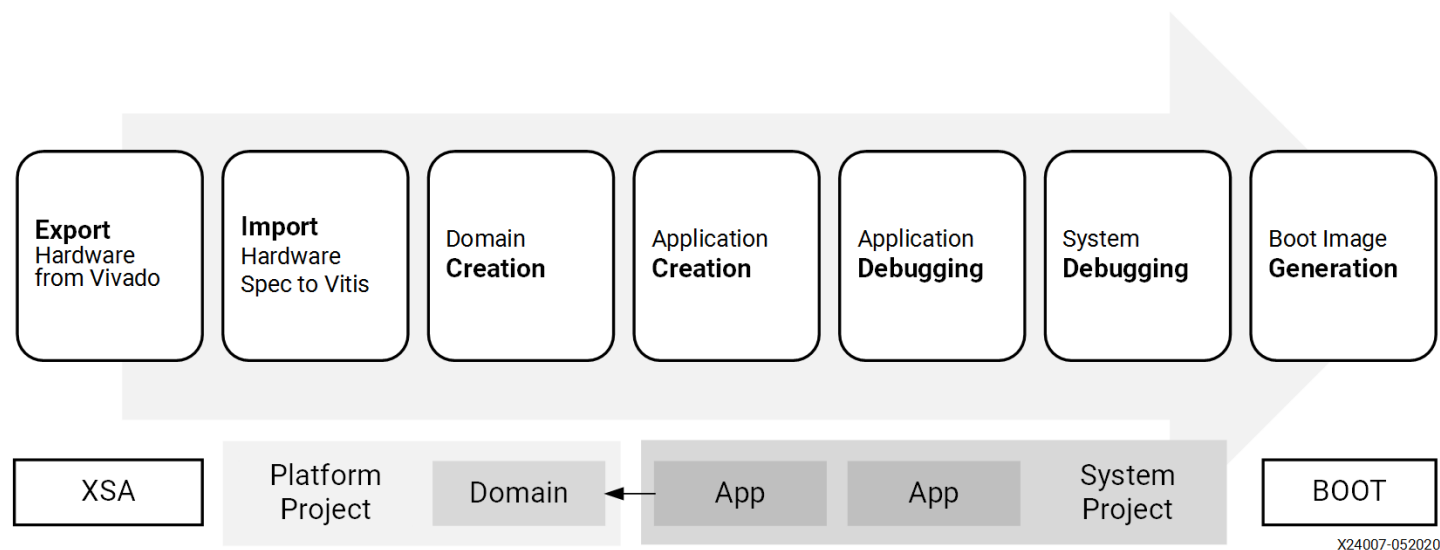 Export
Hardware
from Vivado
Import
Hardware
Spec to Vitis
Domain
Creation
Application
Creation
Application
Debugging
System
Debugging
Boot Image
Generation
XSA
Platform
Project
Domain
App
App
System
Project
BOOT
X24007-052020